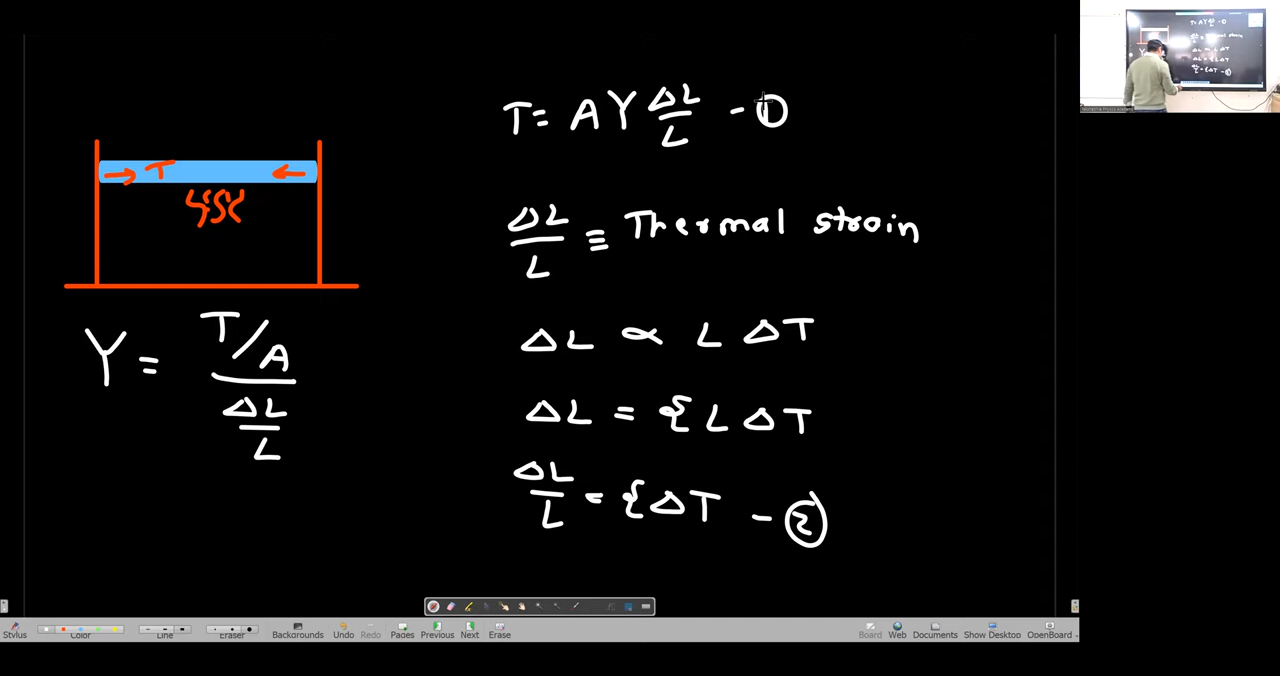 T = AY ΔL/L - ①
→ T ←
Y = T/A / ΔL/L
ΔL/L ≡ Thermal strain
ΔL ∝ L ΔT
ΔL = { L ΔT
ΔL/L = { ΔT - ②
Stylus Color Line Eraser Backgrounds Undo Redo Pages Previous Next Erase Board Web Documents Show Desktop OpenBoard